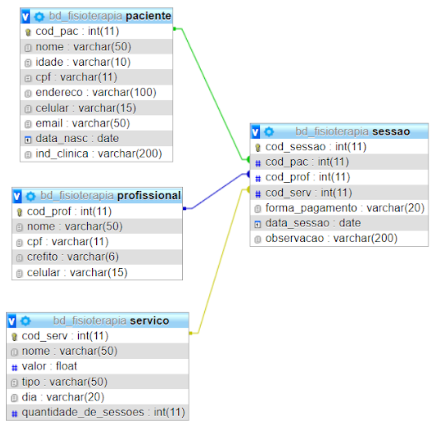 bd_fisioterapia paciente
cod_pac : int(11)
nome : varchar(50)
idade : varchar(10)
cpf : varchar(11)
endereco : varchar(100)
celular : varchar(15)
email : varchar(50)
data_nasc : date
ind_clinica : varchar(200)
bd_fisioterapia profissional
cod_prof : int(11)
nome : varchar(50)
cpf : varchar(11)
crefito : varchar(6)
celular : varchar(15)
bd_fisioterapia servico
cod_serv : int(11)
nome : varchar(50)
valor : float
tipo : varchar(50)
dia : varchar(20)
quantidade_de_sessoes : int(11)
bd_fisioterapia sessao
cod_sessao : int(11)
cod_pac : int(11)
cod_prof : int(11)
cod_serv : int(11)
forma_pagamento : varchar(20)
data_sessao : date
observacao : varchar(200)